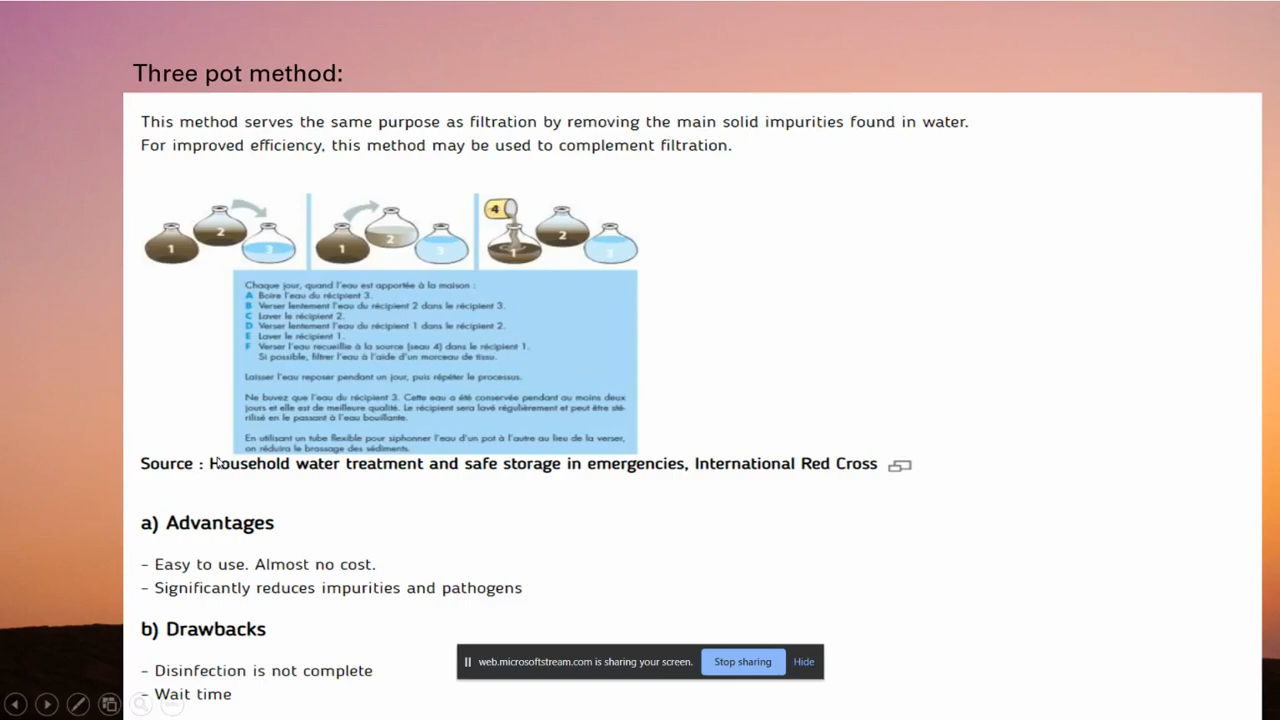 Three pot method:
This method serves the same purpose as filtration by removing the main solid impurities found in water.
For improved efficiency, this method may be used to complement filtration.
1 2 3
1 2 3
4 1 2 3
Chaque jour, quand l'eau est apportée à la maison :
A Boire l'eau du récipient 3.
B Verser lentement l'eau du récipient 2 dans le récipient 3.
C Laver le récipient 2.
D Verser lentement l'eau du récipient 1 dans le récipient 2.
E Laver le récipient 1.
F Verser l'eau recueillie à la source (seau 4) dans le récipient 1.
Si possible, filtrer l'eau à l'aide d'un morceau de tissu.
Laisser l'eau reposer pendant un jour, puis répéter le processus.
Ne buvez que l'eau du récipient 3. Cette eau a été conservée pendant au moins deux
jours et elle est de meilleure qualité. Le récipient sera lavé régulièrement et peut être sté-
rilisé en le passant à l'eau bouillante.
En utilisant un tube flexible pour siphonner l'eau d'un pot à l'autre au lieu de la verser,
on réduira le brassage des sédiments.
Source : Household water treatment and safe storage in emergencies, International Red Cross
a) Advantages
- Easy to use. Almost no cost.
- Significantly reduces impurities and pathogens
b) Drawbacks
- Disinfection is not complete
- Wait time
web.microsoftstream.com is sharing your screen. Stop sharing Hide